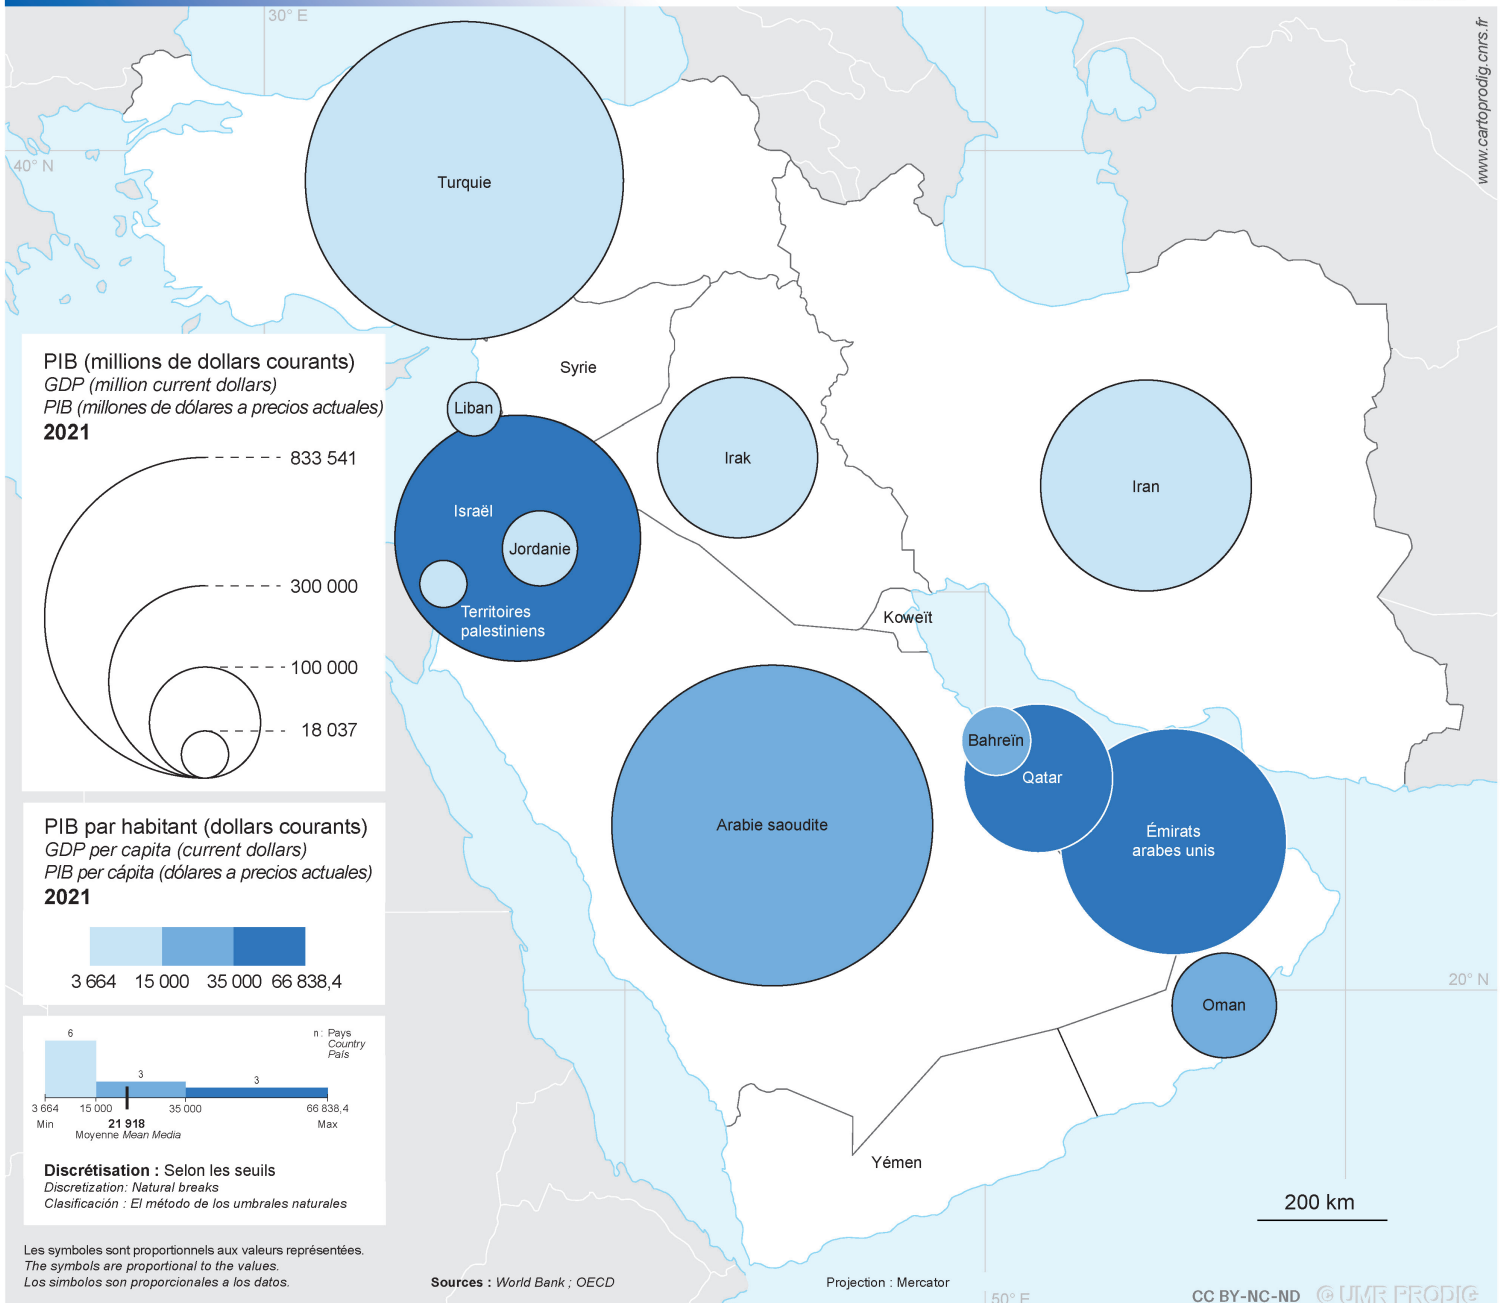 30° E
www.cartoprodig.cnrs.fr
40° N
Turquie
PIB (millions de dollars courants)
GDP (million current dollars)
PIB (millones de dólares a precios actuales)
2021
833 541
300 000
100 000
18 037
Syrie
Liban
Irak
Iran
Israël
Jordanie
Territoires
palestiniens
Koweït
Bahreïn
Qatar
Arabie saoudite
Émirats
arabes unis
Oman
Yémen
20° N
PIB par habitant (dollars courants)
GDP per capita (current dollars)
PIB per cápita (dólares a precios actuales)
2021
3 664 15 000 35 000 66 838,4
6
n : Pays
Country
País
3
3
3 664 15 000 35 000 66 838,4
Min 21 918 Max
Moyenne Mean Media
Discrétisation : Selon les seuils
Discretization: Natural breaks
Clasificación : El método de los umbrales naturales
200 km
Les symboles sont proportionnels aux valeurs représentées.
The symbols are proportional to the values.
Los simbolos son proporcionales a los datos.
Sources : World Bank ; OECD
Projection : Mercator
50° E
CC BY-NC-ND © UMR PRODIG